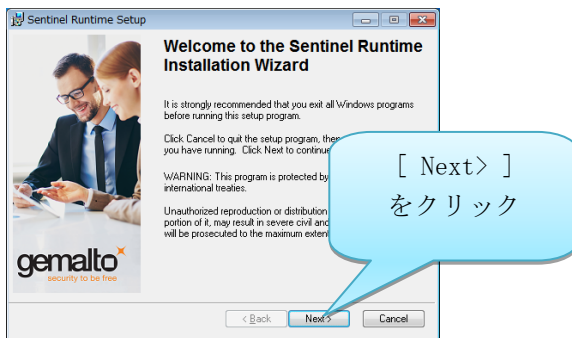 Sentinel Runtime Setup
Welcome to the Sentinel Runtime
Installation Wizard
It is strongly recommended that you exit all Windows programs
before running this setup program.
Click Cancel to quit the setup program, then
you have running. Click Next to continue
WARNING: This program is protected by
international treaties.
Unauthorized reproduction or distribution
portion of it, may result in severe civil and
will be prosecuted to the maximum extent
[ Next> ]
をクリック
gemalto
security to be free
< Back
Next >
Cancel